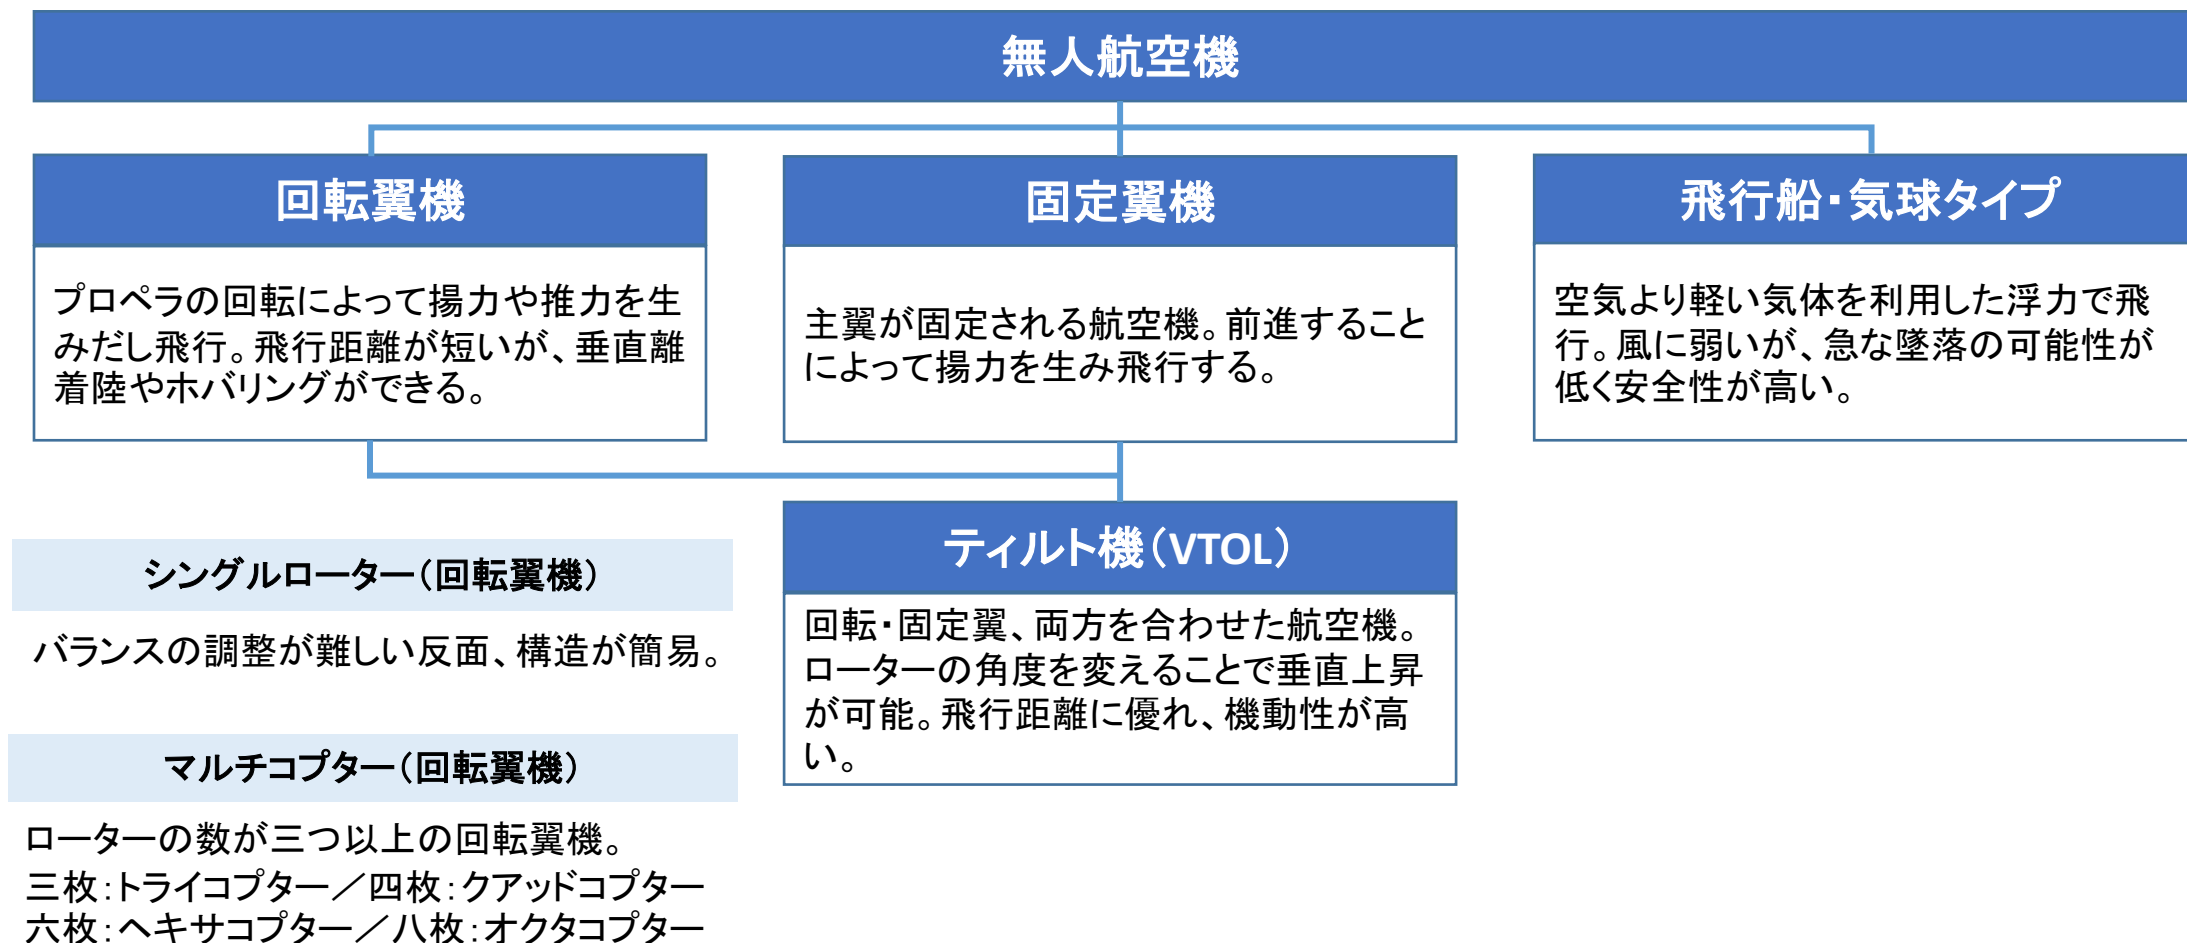 無人航空機
回転翼機
プロペラの回転によって揚力や推力を生
みだし飛行。飛行距離が短いが、垂直離
着陸やホバリングができる。
固定翼機
主翼が固定される航空機。前進すること
によって揚力を生み飛行する。
飛行船・気球タイプ
空気より軽い気体を利用した浮力で飛
行。風に弱いが、急な墜落の可能性が
低く安全性が高い。
ティルト機（VTOL）
回転・固定翼、両方を合わせた航空機。
ローターの角度を変えることで垂直上昇
が可能。飛行距離に優れ、機動性が高
い。
シングルローター（回転翼機）
バランスの調整が難しい反面、構造が簡易。
マルチコプター（回転翼機）
ローターの数が三つ以上の回転翼機。
三枚：トライコプター／四枚：クアッドコプター
六枚：ヘキサコプター／八枚：オクタコプター